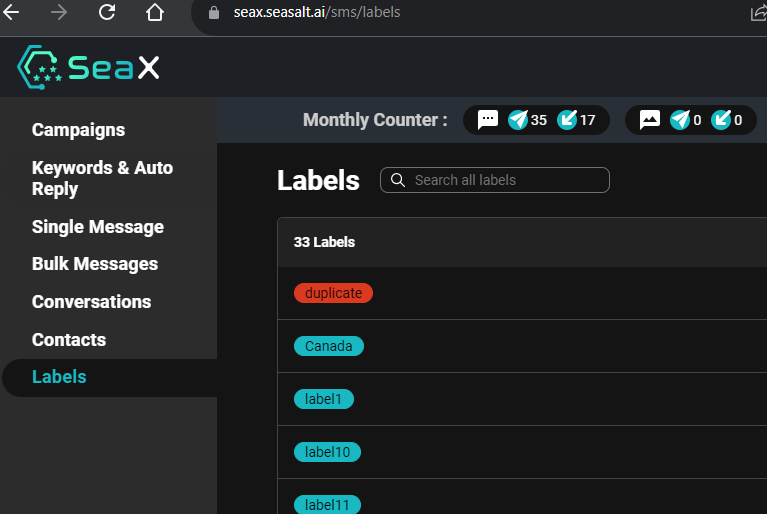 seax.seasalt.ai/sms/labels
SeaX
Monthly Counter : 35 17 0 0
Campaigns
Keywords & Auto
Reply
Single Message
Bulk Messages
Conversations
Contacts
Labels
Labels
Search all labels
33 Labels
duplicate
Canada
label1
label10
label11